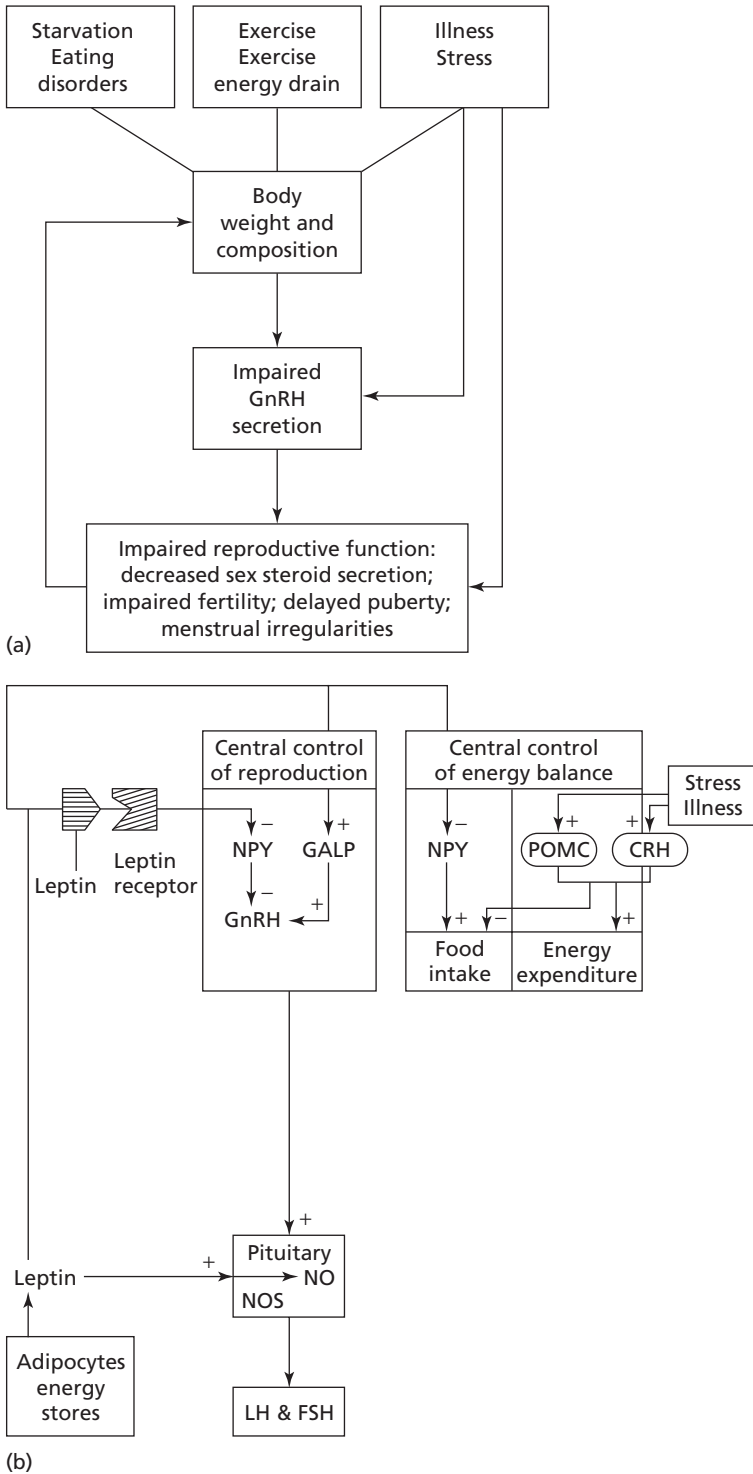 Starvation
Eating
disorders
Exercise
Exercise
energy drain
Illness
Stress
Body
weight and
composition
Impaired
GnRH
secretion
Impaired reproductive function:
decreased sex steroid secretion;
impaired fertility; delayed puberty;
menstrual irregularities
(a)
Central control
of reproduction
Central control
of energy balance
Stress
Illness
Leptin
Leptin
receptor
−
+
−
+
+
NPY
GALP
NPY
POMC
CRH
−
+
GnRH
+
−
+
Food
intake
Energy
expenditure
+
Leptin
+
Pituitary
NO
NOS
Adipocytes
energy
stores
LH & FSH
(b)